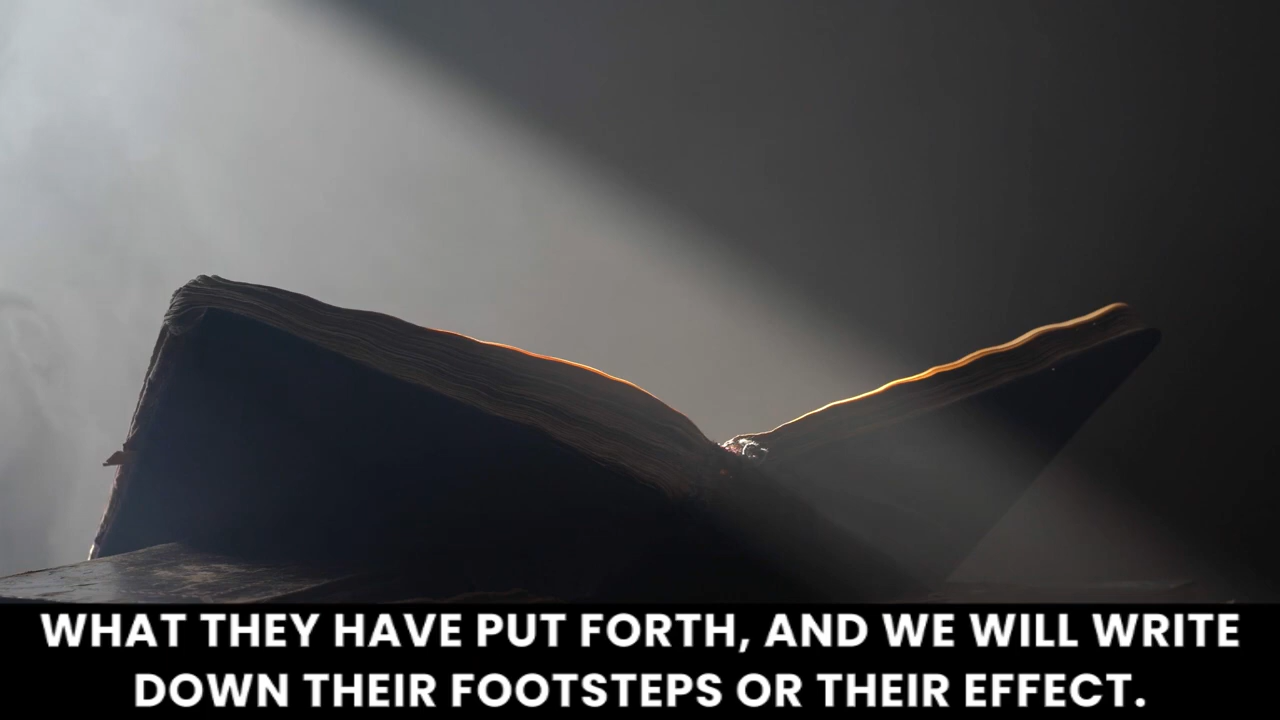 WHAT THEY HAVE PUT FORTH, AND WE WILL WRITE
DOWN THEIR FOOTSTEPS OR THEIR EFFECT.